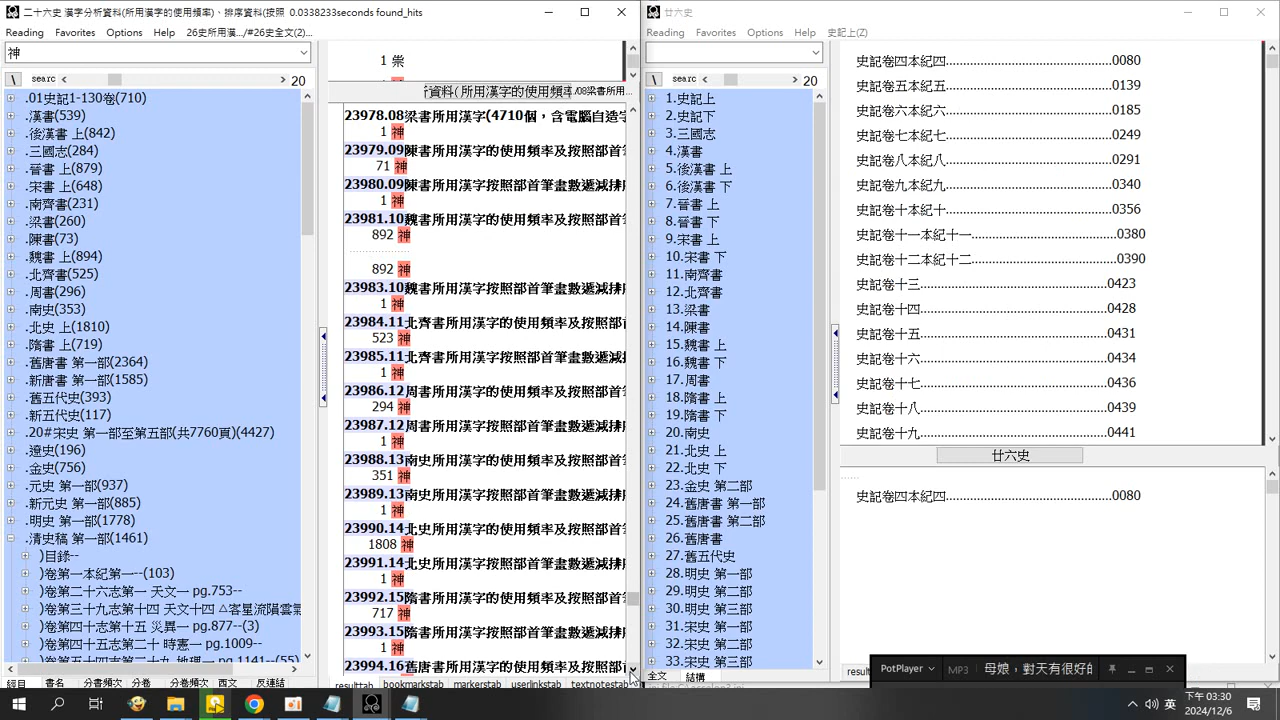 二十六史 漢字分析資料(所用漢字的使用頻率)、排序資料(按照 0.0338233seconds found_hits
Reading Favorites Options Help 26史所用漢.../#26史全文(2)...
神
\ searc < > 20
.01史記1-130卷(710)
.漢書(539)
.後漢書 上(842)
.三國志(284)
.晉書 上(879)
.宋書 上(648)
.南齊書(231)
.梁書(260)
.陳書(73)
.魏書 上(894)
.北齊書(525)
.周書(296)
.南史(353)
.北史 上(1810)
.隋書 上(719)
.舊唐書 第一部(2364)
.新唐書 第一部(1585)
.舊五代史(393)
.新五代史(117)
.20#宋史 第一部至第五部(共7760頁)(4427)
.遼史(196)
.金史(756)
.元史 第一部(937)
.新元史 第一部(885)
.明史 第一部(1778)
.清史稿 第一部(1461)
)目錄--
)卷第一本紀第一--(103)
)卷第二十六志第一 天文一 pg.753--
)卷第三十九志第十四 天文十四 △客星流隕雲氣
)卷第四十志第十五 災異一 pg.877--(3)
)卷第四十五志第二十 時憲一 pg.1009--
1 祟
資料( 所用漢字的使用頻率 /08梁書所用...
23978.08梁書所用漢字(4710個，含電腦自造字
1 神
23979.09陳書所用漢字的使用頻率及按照部首筆
71 神
23980.09陳書所用漢字按照部首筆畫數遞減排
1 神
23981.10魏書所用漢字的使用頻率及按照部首筆
892 神
892 神
23983.10魏書所用漢字按照部首筆畫數遞減排
1 神
23984.11北齊書所用漢字的使用頻率及按照部首
523 神
23985.11北齊書所用漢字按照部首筆畫數遞減
1 神
23986.12周書所用漢字的使用頻率及按照部首筆
294 神
23987.12周書所用漢字按照部首筆畫數遞減排
1 神
23988.13南史所用漢字的使用頻率及按照部首筆
351 神
23989.13南史所用漢字按照部首筆畫數遞減排
1 神
23990.14北史所用漢字的使用頻率及按照部首筆
1808 神
23991.14北史所用漢字按照部首筆畫數遞減排
1 神
23992.15隋書所用漢字的使用頻率及按照部首筆
717 神
23993.15隋書所用漢字按照部首筆畫數遞減排
1 神
23994.16舊唐書所用漢字的使用頻率及按照部首
resulttab bookmarkstab markerstab userlinkstab textnotestab
廿六史
Reading Favorites Options Help 史記上(Z)
\ searc < > 20
1.史記上
2.史記下
3.三國志
4.漢書
5.後漢書 上
6.後漢書 下
7.晉書 上
8.晉書 下
9.宋書 上
10.宋書 下
11.南齊書
12.北齊書
13.梁書
14.陳書
15.魏書 上
16.魏書 下
17.周書
18.隋書 上
19.隋書 下
20.南史
21.北史 上
22.北史 下
23.金史 第二部
24.舊唐書 第一部
25.舊唐書 第二部
26.舊唐書
27.舊五代史
28.明史 第一部
29.明史 第二部
30.明史 第三部
31.宋史 第一部
32.宋史 第二部
33.宋史 第三部
全文 結構
史記卷四本紀四...............0080
史記卷五本紀五...............0139
史記卷六本紀六...............0185
史記卷七本紀七...............0249
史記卷八本紀八...............0291
史記卷九本紀九...............0340
史記卷十本紀十...............0356
史記卷十一本紀十一...............0380
史記卷十二本紀十二...............0390
史記卷十三...............0423
史記卷十四...............0428
史記卷十五...............0431
史記卷十六...............0434
史記卷十七...............0436
史記卷十八...............0439
史記卷十九...............0441
廿六史
史記卷四本紀四...............0080
PotPlayer MP3 母娘，對天有很好的
英 下午 03:30
2024/12/6